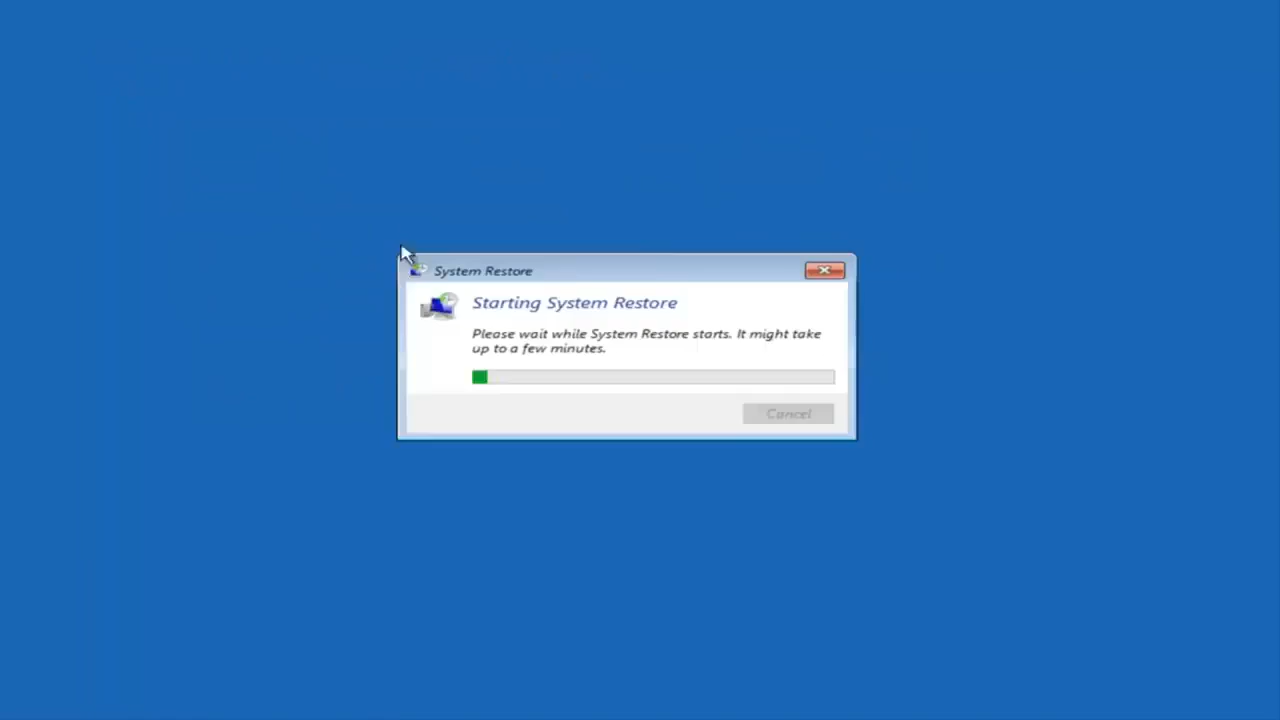 System Restore
Starting System Restore
Please wait while System Restore starts. It might take
up to a few minutes.
Cancel